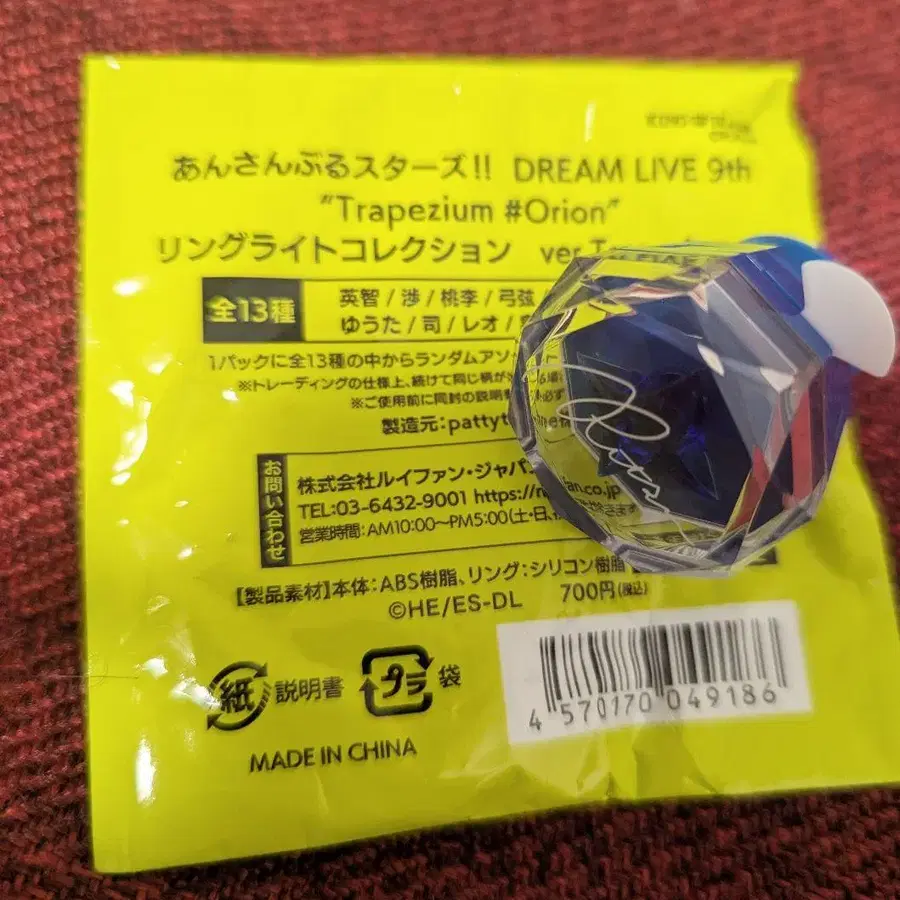 あんさんぶるスターズ!! DREAM LIVE 9th
"Trapezium #Orion"
リングライトコレクション ver.
全13種
英智 / 渉 / 桃李 / 弓弦
ゆうた / 司 / レオ /
1パックに全13種の中からランダムアソート
※トレーディングの仕様上、続けて同じ柄が
※ご使用前に同封の説明
製造元:
お問い合わせ
株式会社ルイファン・ジャパン
TEL:03-6432-9001
営業時間:AM10:00～PM5:00(土・日、
【製品素材】本体:ABS樹脂、リング:シリコン樹脂
©HE/ES-DL 700円(税込)
紙 説明書 プラ 袋
4 570170 049186
MADE IN CHINA